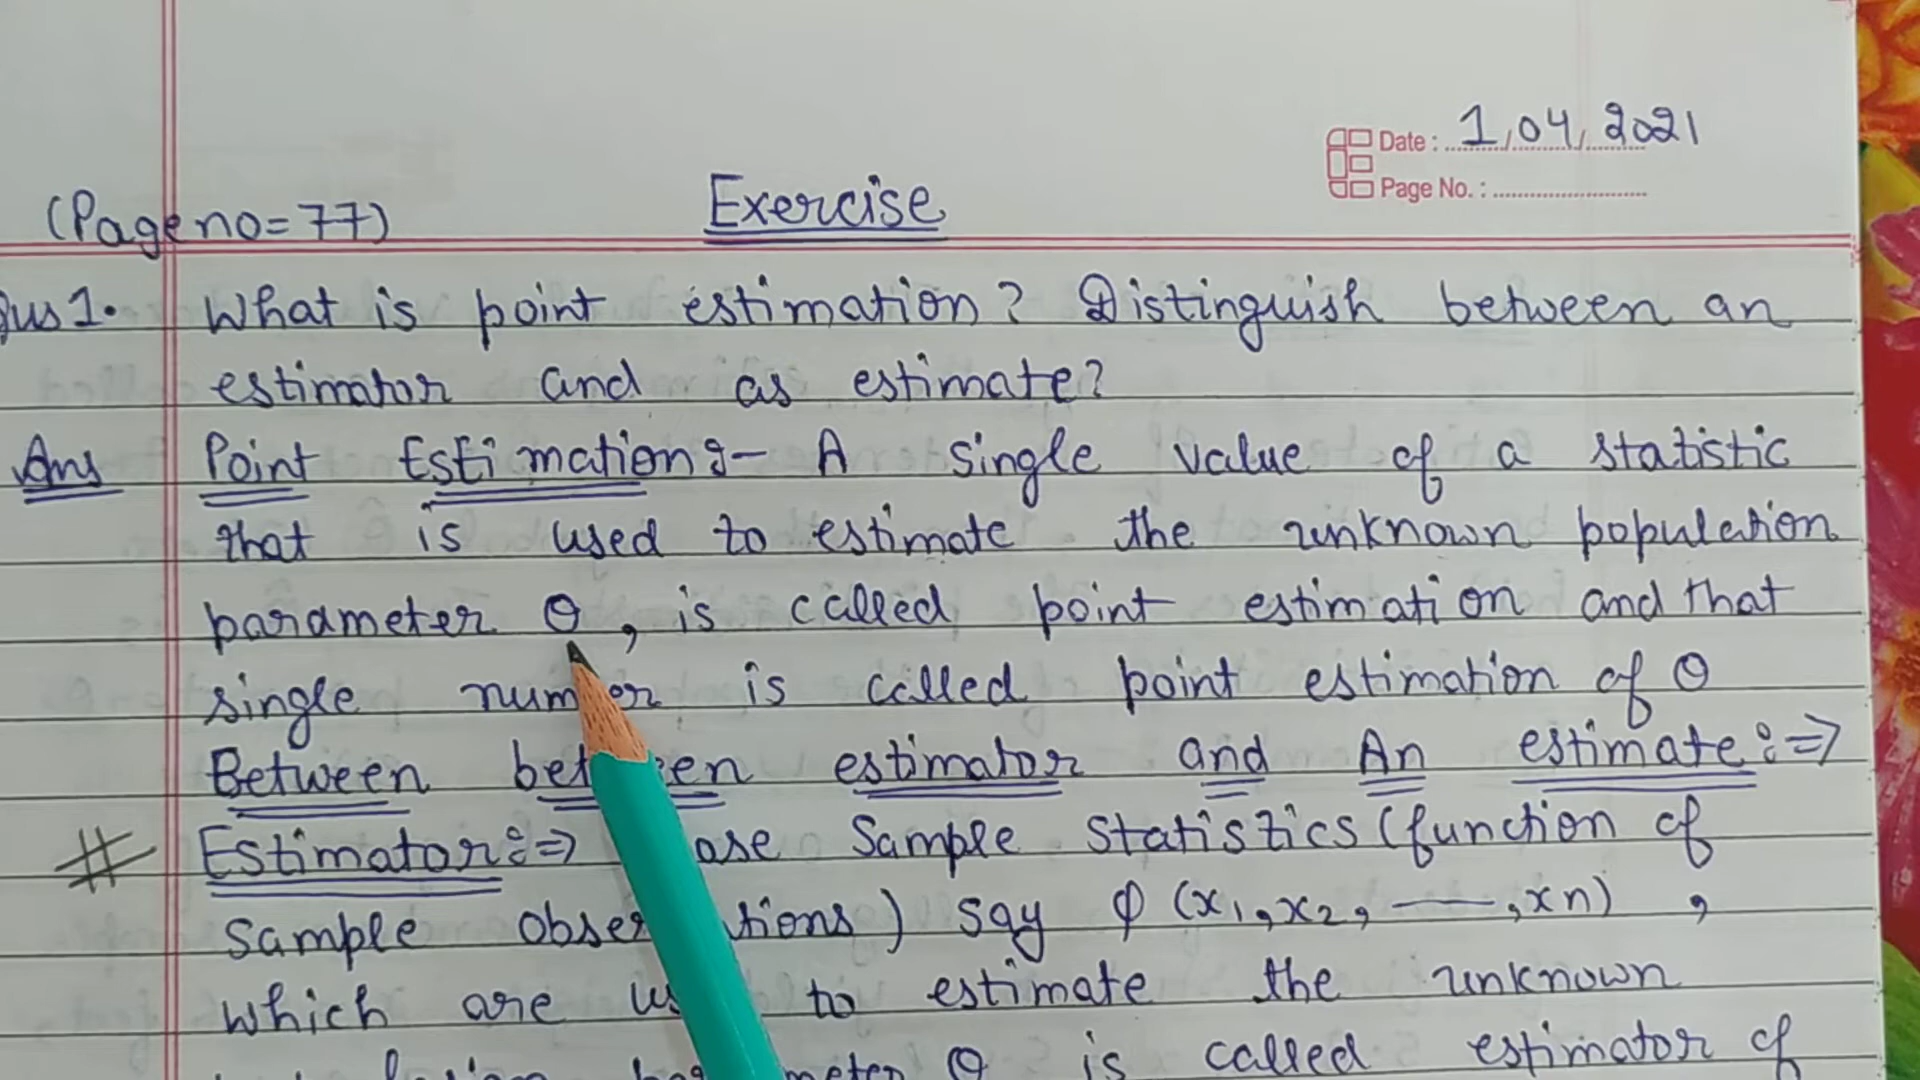 Date : 1/04/2021
Page No. :
(Page no=77)
Exercise
Qus 1. What is point estimation? Distinguish between an
estimator and as estimate?
Ans Point Estimation:- A single value of a statistic
that is used to estimate the unknown population
parameter θ, is called point estimation and that
single is called point estimation of θ
Between estimator and An estimate:⇒
# Estimator:⇒ Sample Statistics (function of
sample say φ (x1,x2, ——,xn) ,
which are to estimate the unknown
θ is called estimator of